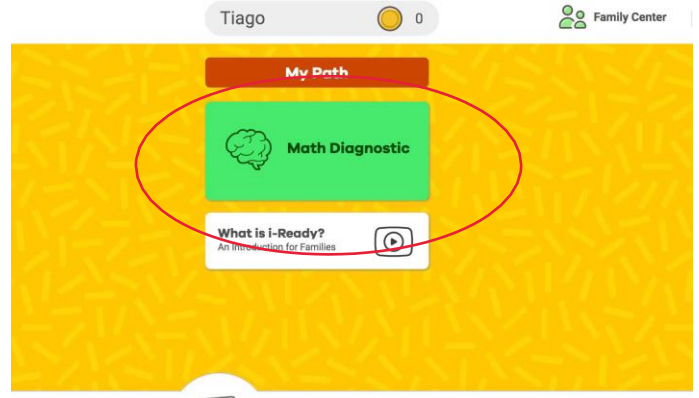 Tiago
0
Family Center
My Path
Math Diagnostic
What is i-Ready?
An Introduction for Families